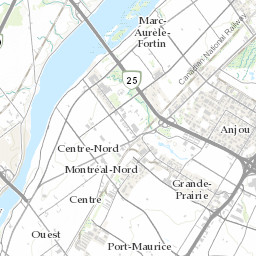 Marc-
Aurele-
Fortin
Canadian National Railway
25
Anjou
Centre-Nord
Montreal-Nord
Grande-
Prairie
Centre
Ouest
Port-Maurice